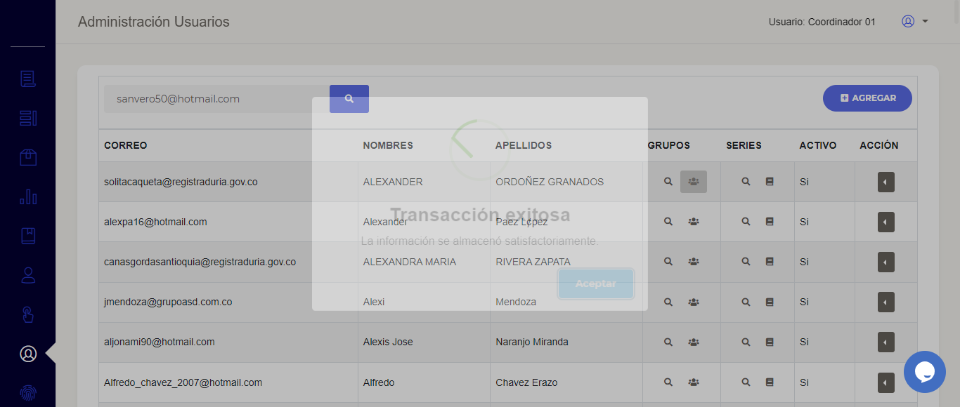 Administración Usuarios
Usuario: Coordinador 01
sanvero50@hotmail.com
AGREGAR
CORREO NOMBRES APELLIDOS GRUPOS SERIES ACTIVO ACCIÓN
solitacaqueta@registraduria.gov.co ALEXANDER ORDOÑEZ GRANADOS Si
Transacción exitosa
alexpa16@hotmail.com Alexander Paez López Si
La información se almacenó satisfactoriamente.
canasgordasantioquia@registraduria.gov.co ALEXANDRA MARIA RIVERA ZAPATA Si
Aceptar
jmendoza@grupoasd.com.co Alexi Mendoza Si
aljonami90@hotmail.com Alexis Jose Naranjo Miranda Si
Alfredo_chavez_2007@hotmail.com Alfredo Chavez Erazo Si